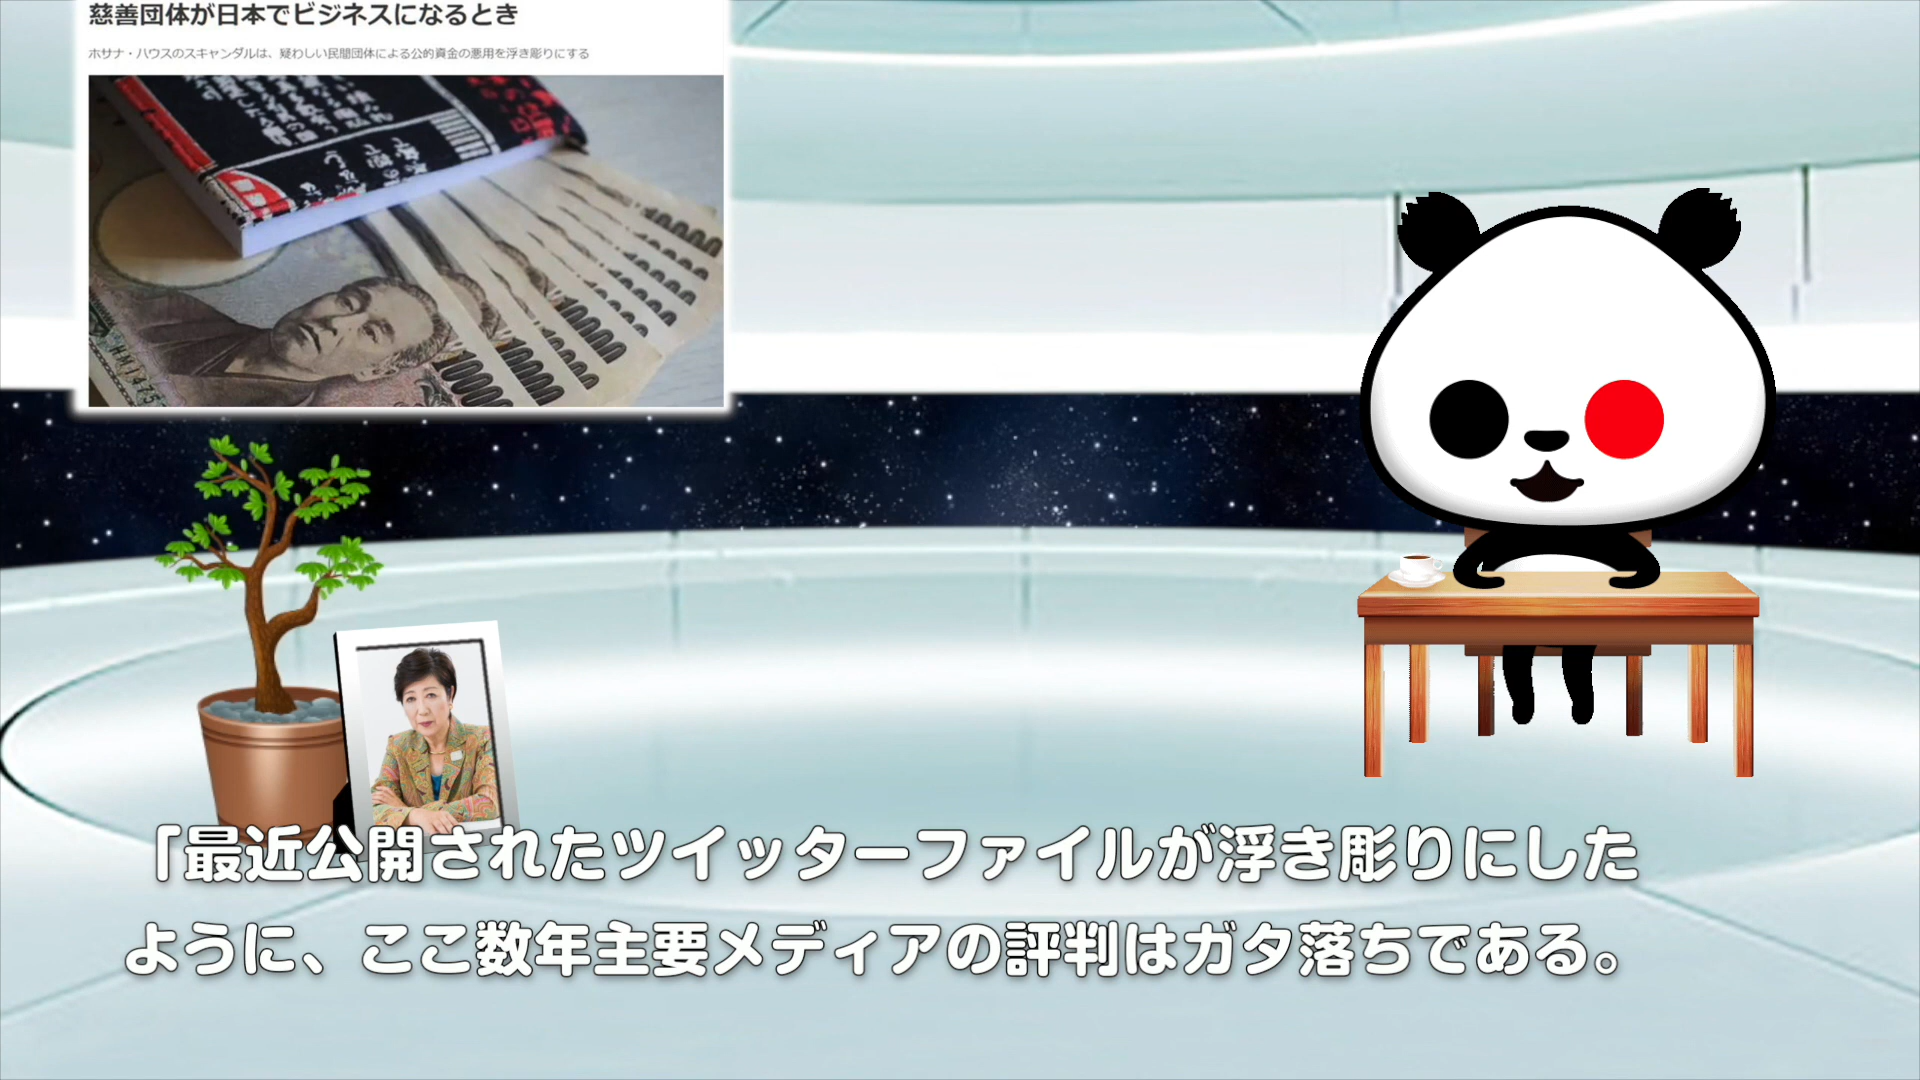 慈善団体が日本でビジネスになるとき
ホサナ・ハウスのスキャンダルは、疑わしい民間団体による公的資金の悪用を浮き彫りにする
「最近公開されたツイッターファイルが浮き彫りにした
ように、ここ数年主要メディアの評判はガタ落ちである。